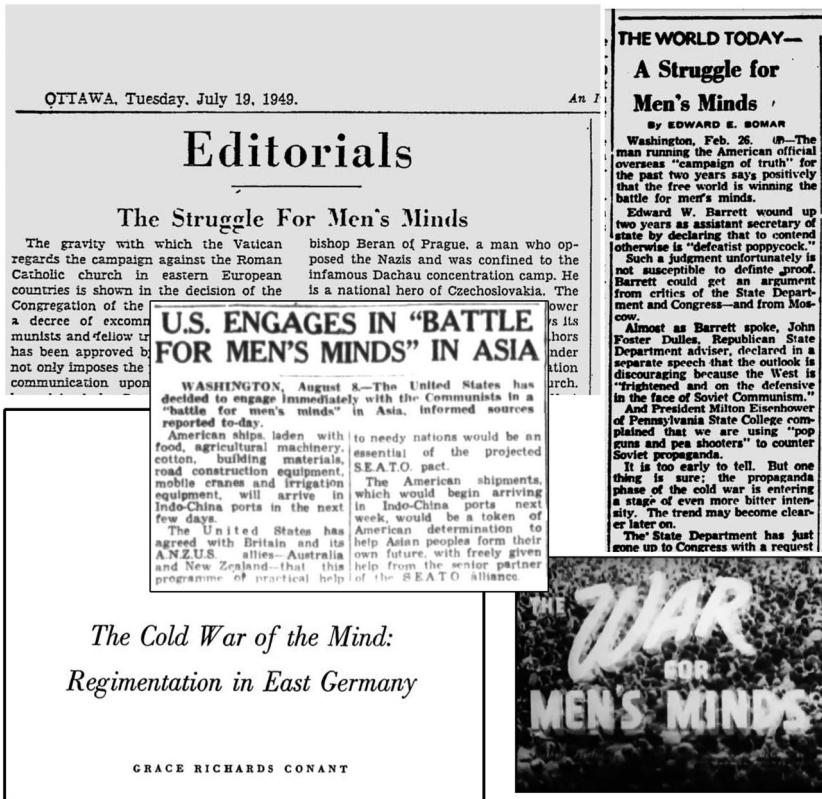 OTTAWA, Tuesday, July 19, 1949.
An I
Editorials
The Struggle For Men's Minds
The gravity with which the Vatican
regards the campaign against the Roman
Catholic church in eastern European
countries is shown in the decision of the
Congregation of the
a decree of excomm
munists and fellow tr
has been approved b
not only imposes the
communication upon
bishop Beran of Prague, a man who op-
posed the Nazis and was confined to the
infamous Dachau concentration camp. He
is a national hero of Czechoslovakia. The
ower
s its
hors
nder
ation
urch.
THE WORLD TODAY—
A Struggle for
Men's Minds
By EDWARD E. BOMAR
Washington, Feb. 26. (AP)—The
man running the American official
overseas "campaign of truth" for
the past two years says positively
that the free world is winning the
battle for men's minds.
Edward W. Barrett wound up
two years as assistant secretary of
state by declaring that to contend
otherwise is "defeatist poppycock."
Such a judgment unfortunately is
not susceptible to definte proof.
Barrett could get an argument
from critics of the State Depart-
ment and Congress—and from Mos-
cow.
Almost as Barrett spoke, John
Foster Dulles, Republican State
Department adviser, declared in a
separate speech that the outlook is
discouraging because the West is
"frightened and on the defensive
in the face of Soviet Communism."
And President Milton Eisenhower
of Pennsylvania State College com-
plained that we are using "pop
guns and pea shooters" to counter
Soviet propaganda.
It is too early to tell. But one
thing is sure; the propaganda
phase of the cold war is entering
a stage of even more bitter inten-
sity. The trend may become clear-
er later on.
The State Department has just
gone up to Congress with a request
U.S. ENGAGES IN "BATTLE
FOR MEN'S MINDS" IN ASIA
WASHINGTON, August 8.—The United States has
decided to engage immediately with the Communists in a
"battle for men's minds" in Asia, informed sources
reported to-day.
American ships, laden with
food, agricultural machinery,
cotton, building materials,
road construction equipment,
mobile cranes and irrigation
equipment, will arrive in
Indo-China ports in the next
few days.
The United States has
agreed with Britain and its
A.N.Z.U.S. allies—Australia
and New Zealand—that this
programme of practical help
to needy nations would be an
essential of the projected
S.E.A.T.O. pact.
The American shipments,
which would begin arriving
in Indo-China ports next
week, would be a token of
American determination to
help Asian peoples form their
own future, with freely given
help from the senior partner
of the SEATO alliance.
The Cold War of the Mind:
Regimentation in East Germany
GRACE RICHARDS CONANT
THE
WAR
FOR
MEN'S MINDS